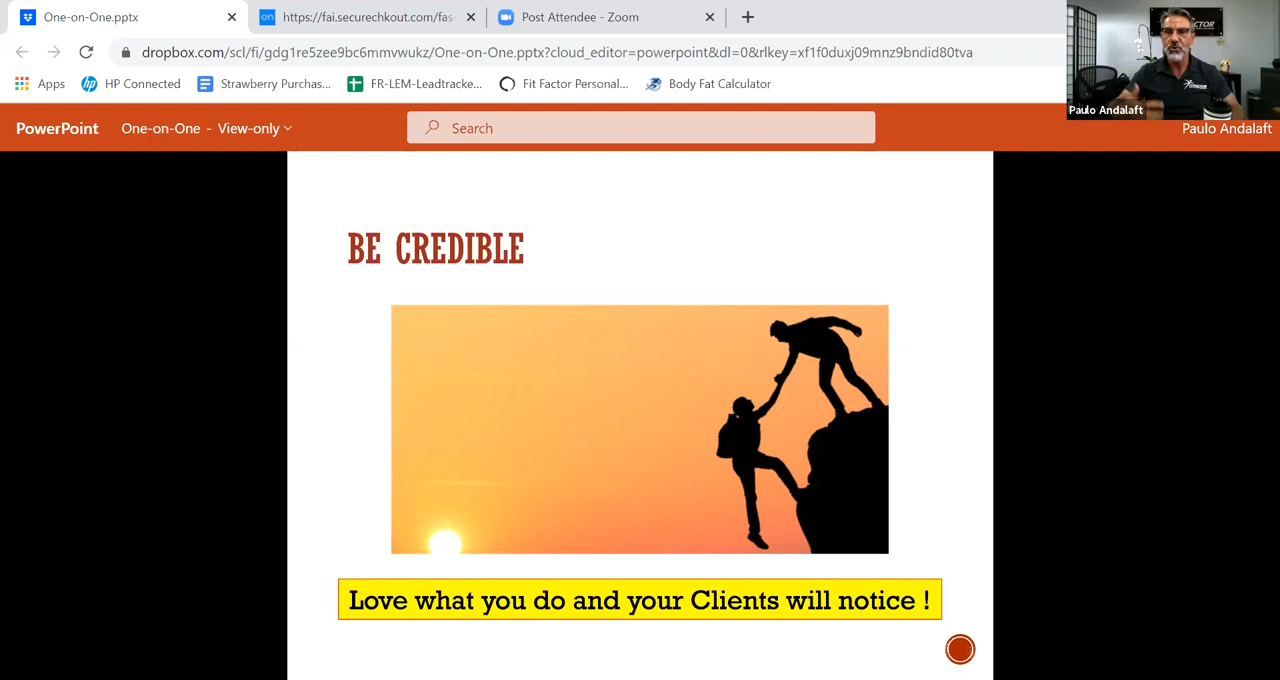 One-on-One.pptx
https://fai.securechkout.com/fas
Post Attendee - Zoom
dropbox.com/scl/fi/gdg1re5zee9bc6mmvwukz/One-on-One.pptx?cloud_editor=powerpoint&dl=0&rlkey=xf1f0duxj09mnz9bndid80tva
Apps
HP Connected
Strawberry Purchas...
FR-LEM-Leadtracke...
Fit Factor Personal...
Body Fat Calculator
Paulo Andalaft
PowerPoint
One-on-One - View-only
Search
Paulo Andalaft
BE CREDIBLE
Love what you do and your Clients will notice !